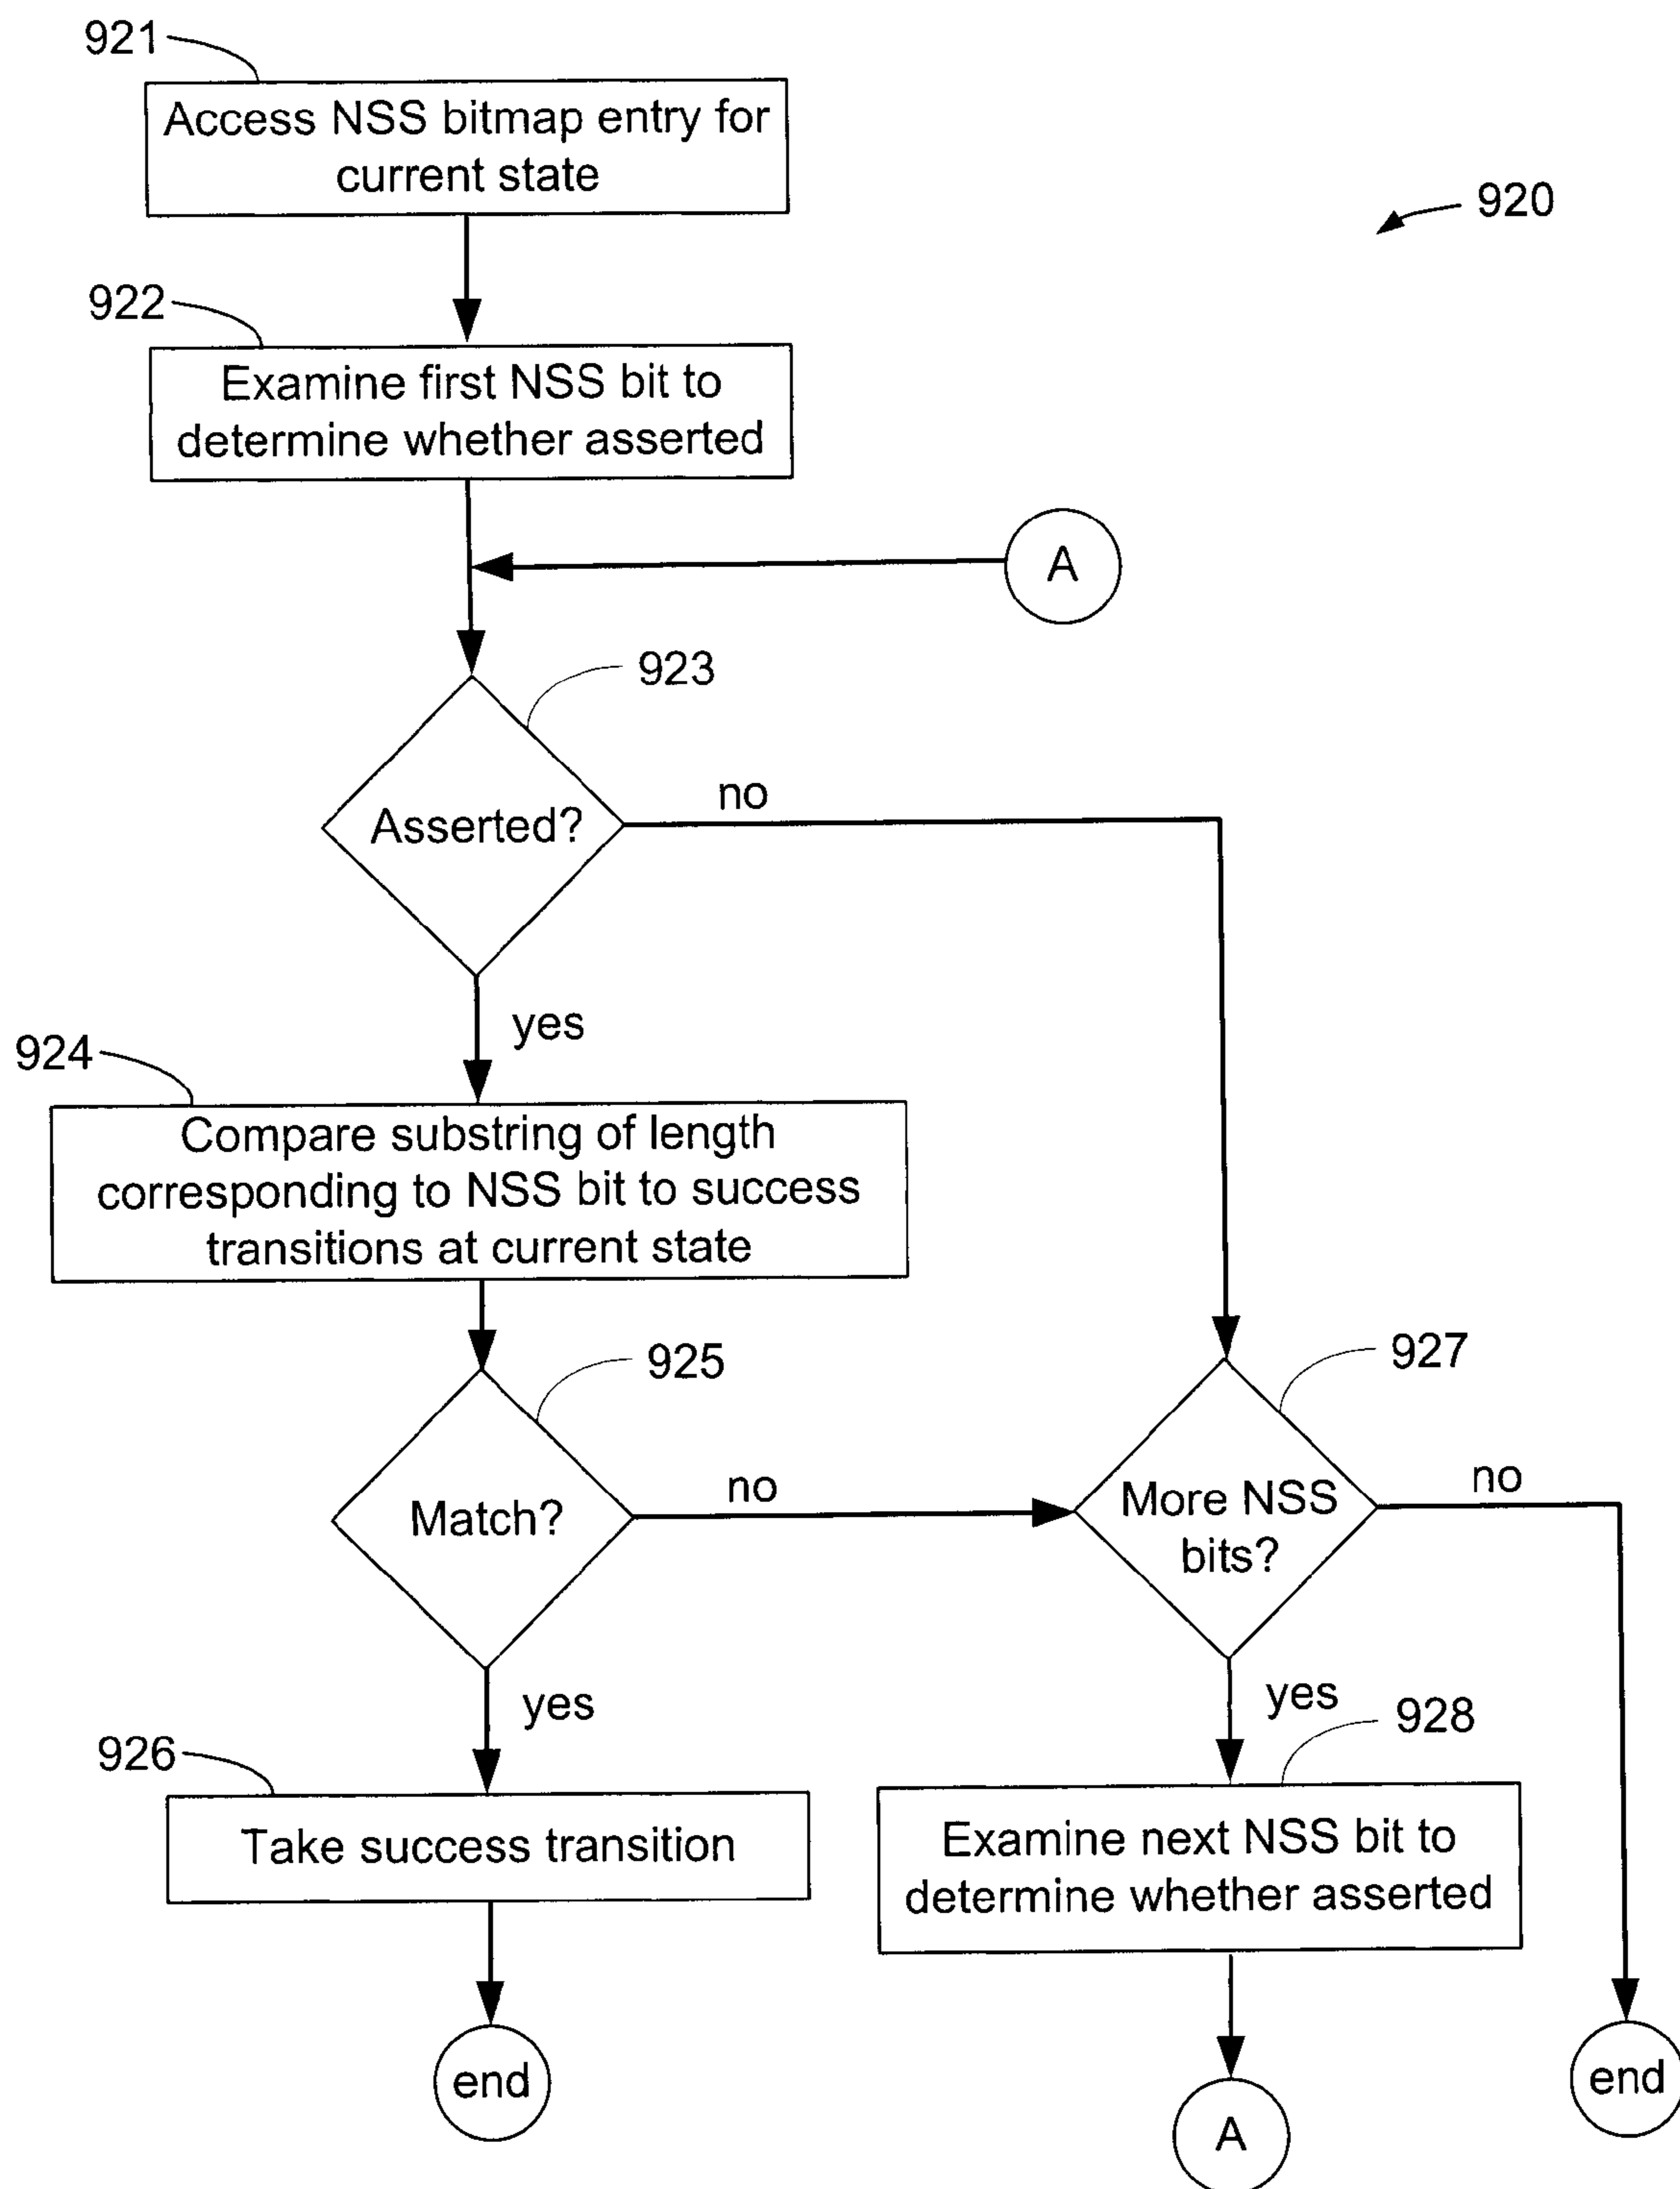 921
Access NSS bitmap entry for
current state
920
922
Examine first NSS bit to
determine whether asserted
A
923
Asserted?
no
yes
924
Compare substring of length
corresponding to NSS bit to success
transitions at current state
925
Match?
no
927
More NSS
bits?
no
yes
926
Take success transition
yes
928
Examine next NSS bit to
determine whether asserted
end
A
end